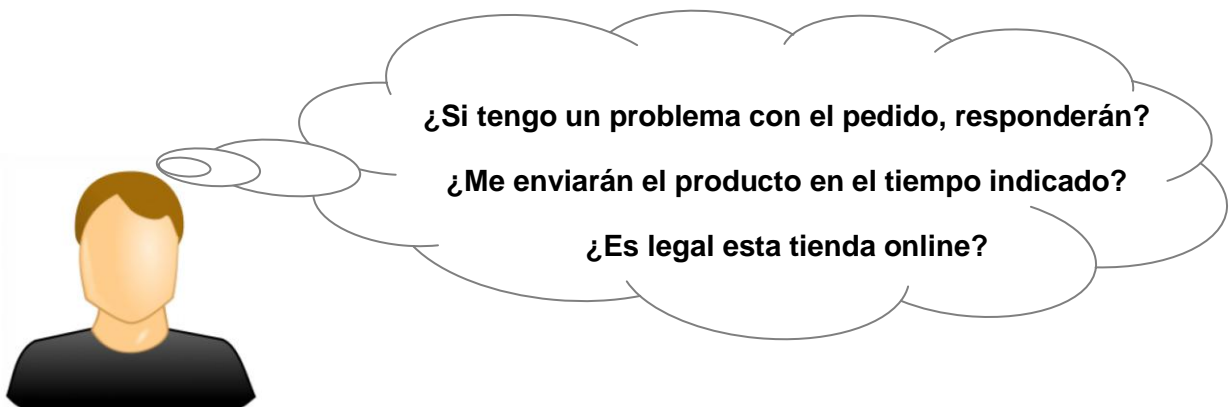 ¿Si tengo un problema con el pedido, responderán?
¿Me enviarán el producto en el tiempo indicado?
¿Es legal esta tienda online?